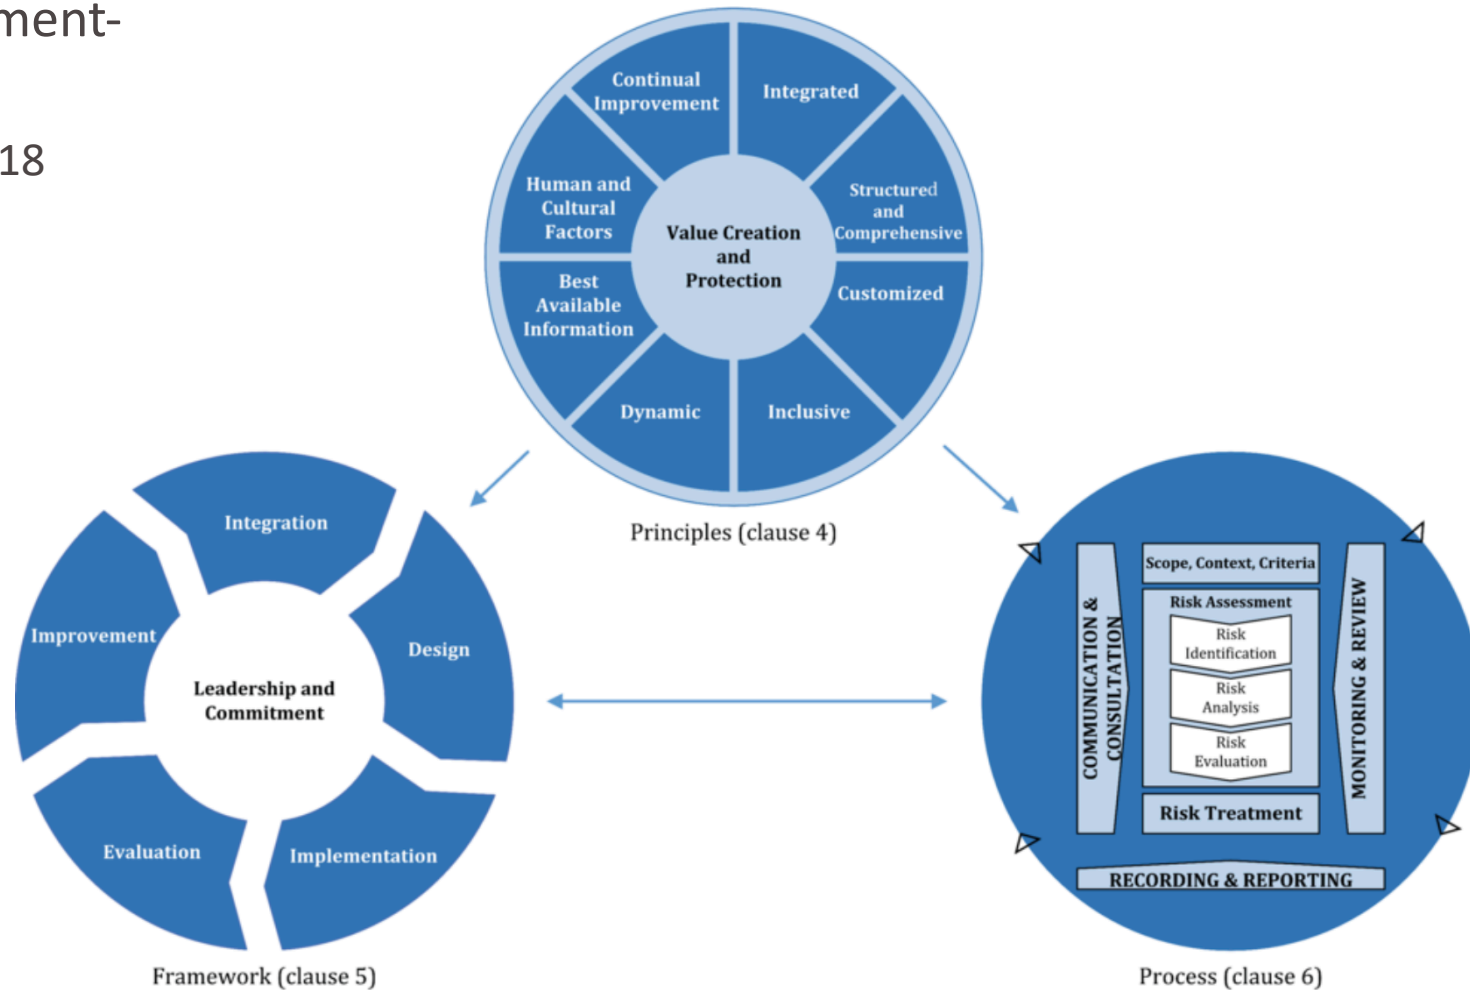 ment-
18
Continual
Improvement
Integrated
Human and
Cultural
Factors
Structured
and
Comprehensive
Value Creation
and
Protection
Best
Available
Information
Customized
Dynamic
Inclusive
Principles (clause 4)
Integration
Improvement
Design
Leadership and
Commitment
Evaluation
Implementation
Framework (clause 5)
Scope, Context, Criteria
Risk Assessment
Risk
Identification
Risk
Analysis
Risk
Evaluation
Risk Treatment
COMMUNICATION &
CONSULTATION
MONITORING & REVIEW
RECORDING & REPORTING
Process (clause 6)